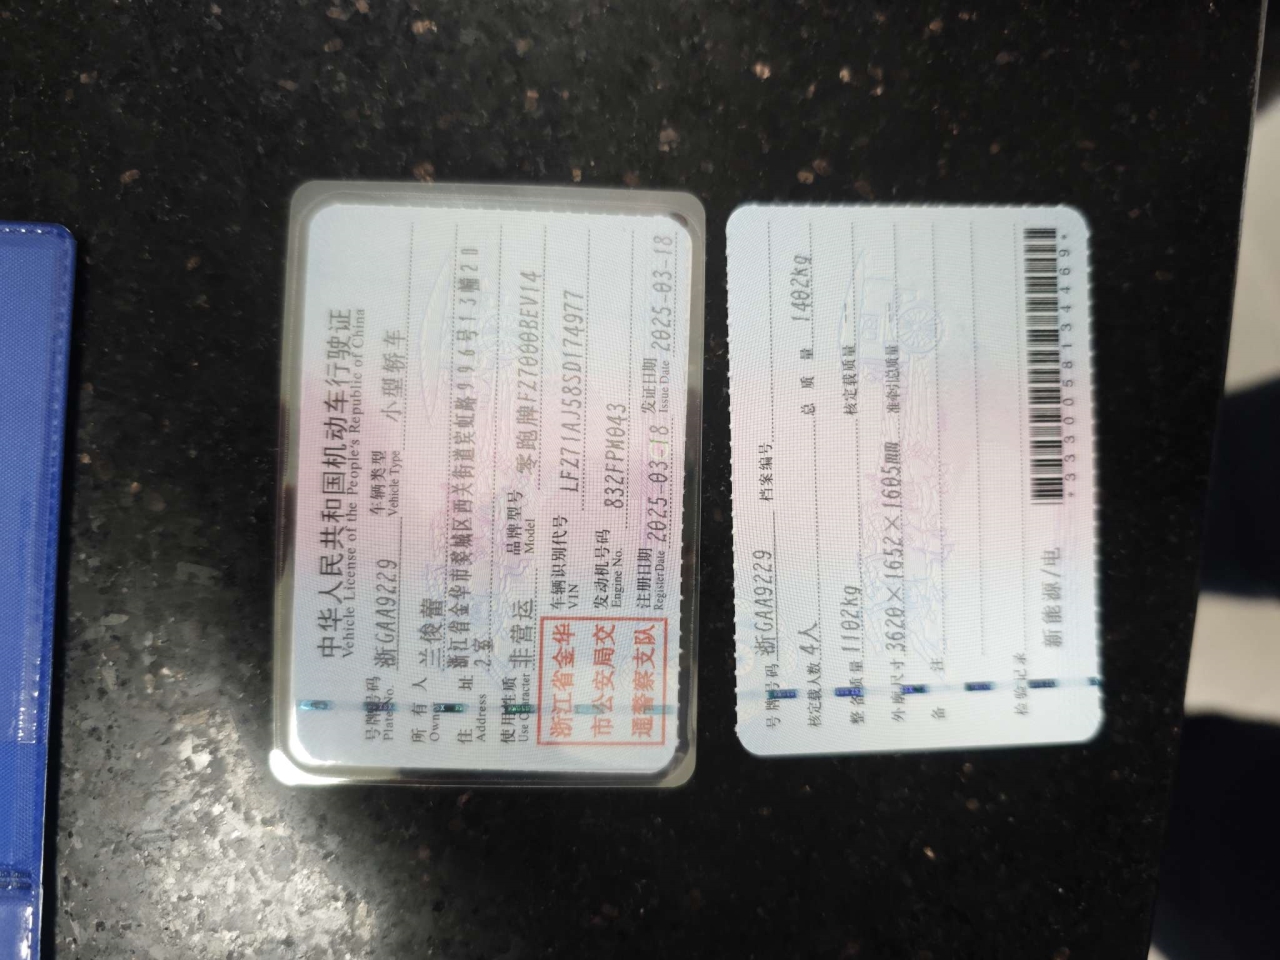 中华人民共和国机动车行驶证
Vehicle License of the People's Republic of China
号牌号码 浙GAA9229 车辆类型 小型轿车
Plate No. Vehicle Type
所有人 兰俊蕾
Owner
住址 浙江省金华市婺城区西关街道宾虹路996号13幢20
Address 2室
使用性质 非营运 品牌型号 零跑牌FZ7000BEV14
Use Character Model
浙江省金华
市公安局交
通警察支队
车辆识别代号 LFZ71AJ58SD174977
VIN
发动机号码 832FPM043
Engine No.
注册日期 2025-03-18 发证日期 2025-03-18
Register Date Issue Date
号牌号码 浙GAA9229 档案编号
核定载人数 4人 总质量 1402kg
整备质量 1102kg 核定载质量
外廓尺寸 3620×1652×1605mm 准牵引总质量
备注
检验记录
新能源/电
*3330058134469*